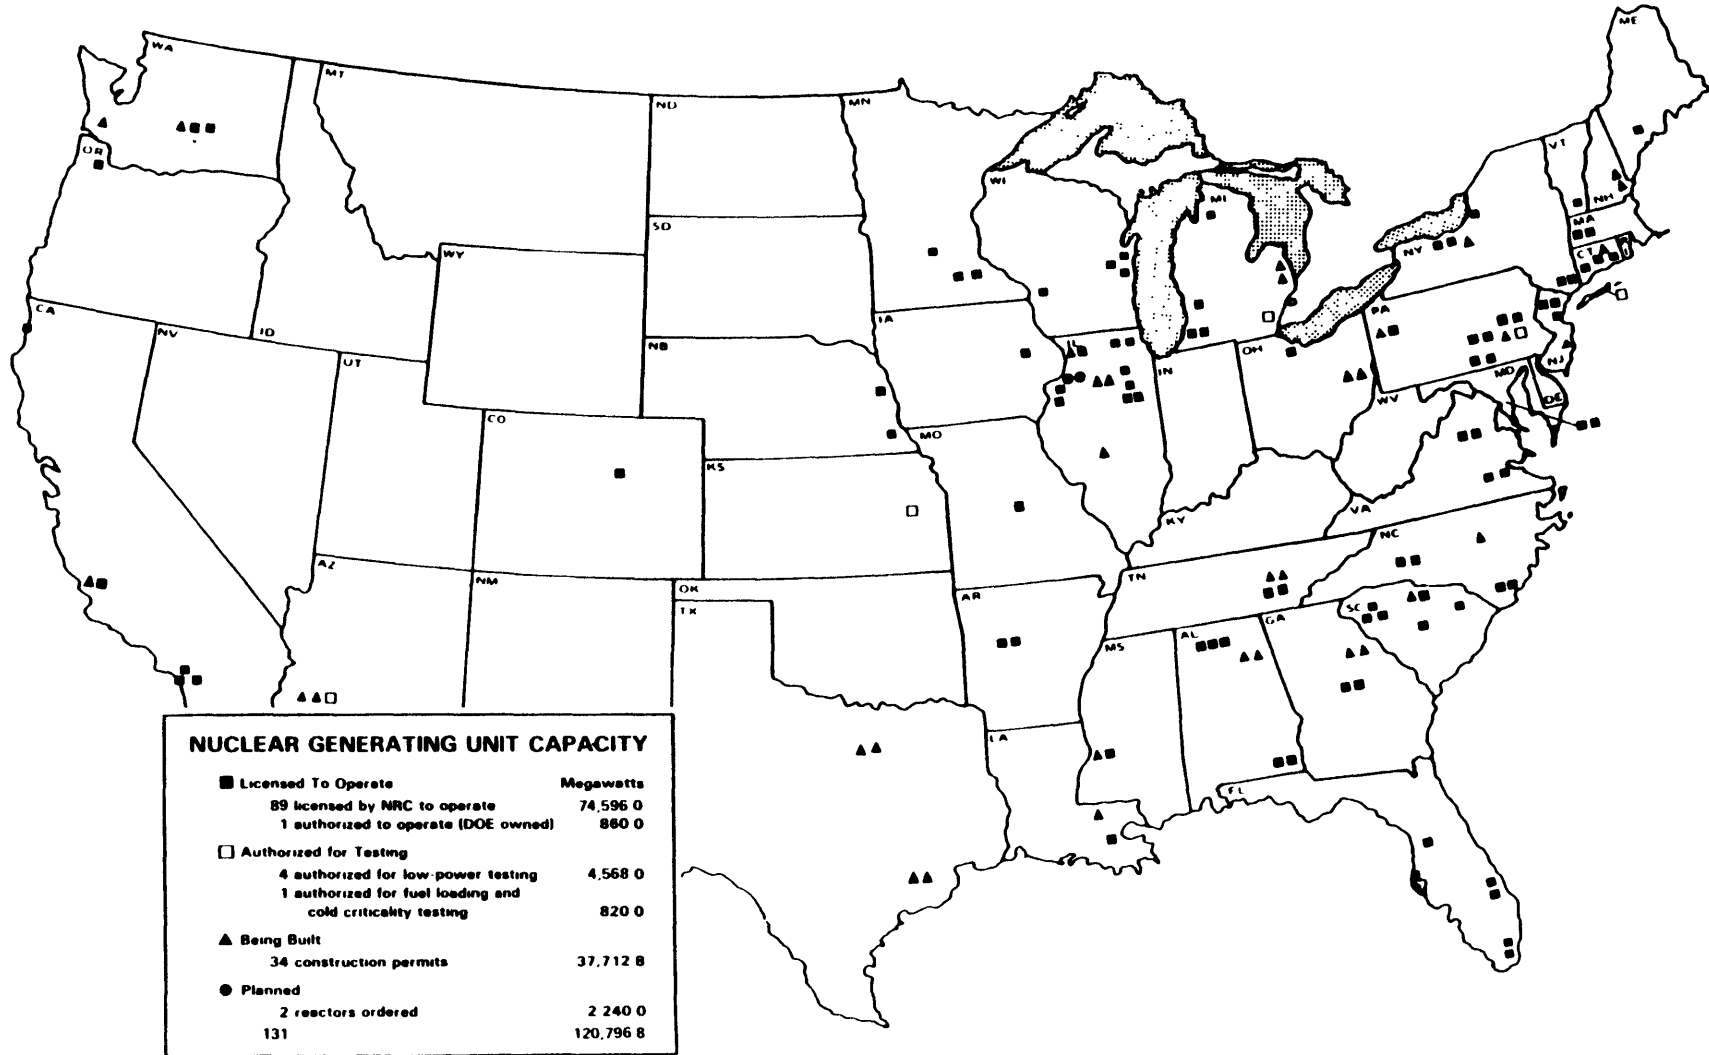 WA
MT
ND
MN
ME
OR
WI
MI
VT
NH
MA
CT
NY
SD
WY
CA
NV
ID
UT
IA
NB
IL
IN
OH
PA
NJ
MD
DE
WV
CO
KS
MO
KY
VA
NC
AZ
NM
OK
TX
AR
TN
SC
MS
AL
GA
LA
FL
NUCLEAR GENERATING UNIT CAPACITY
■ Licensed To Operate Megawatts
89 licensed by NRC to operate 74,596 0
1 authorized to operate (DOE owned) 860 0
□ Authorized for Testing
4 authorized for low-power testing 4,568 0
1 authorized for fuel loading and
cold criticality testing 820 0
▲ Being Built
34 construction permits 37,712 8
● Planned
2 reactors ordered 2 240 0
131 120,796 8